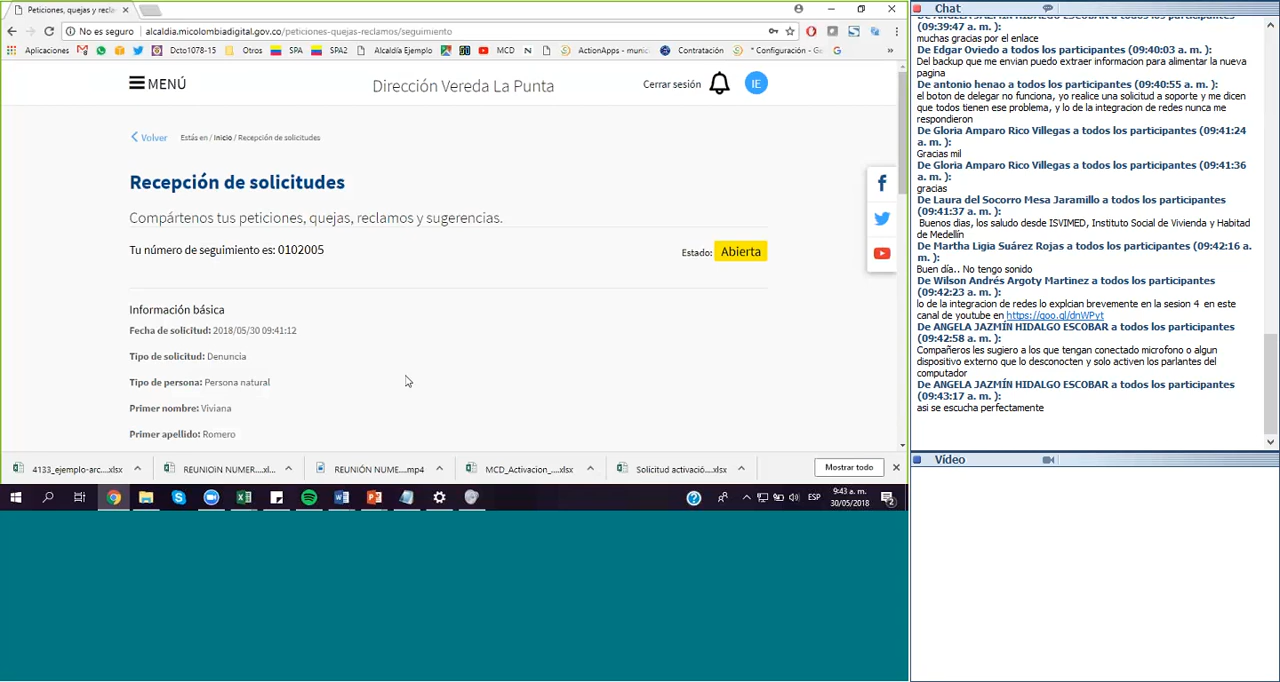 Peticiones, quejas y recla
No es seguro
alcaldia.micolombiadigital.gov.co/peticiones-quejas-reclamos/seguimiento
Aplicaciones
Dcto1078-15
Otros
SPA
SPA2
Alcaldía Ejemplo
MCD
ActionApps - muni
Contratación
* Configuración - Ge
MENÚ
Dirección Vereda La Punta
Cerrar sesión
IE
Volver
Estás en / Inicio / Recepción de solicitudes
Recepción de solicitudes
Compártenos tus peticiones, quejas, reclamos y sugerencias.
Tu número de seguimiento es: 0102005
Estado: Abierta
Información básica
Fecha de solicitud: 2018/05/30 09:41:12
Tipo de solicitud: Denuncia
Tipo de persona: Persona natural
Primer nombre: Viviana
Primer apellido: Romero
4133_ejemplo-arc....xlsx
REUNIÓN NUMER....xl...
REUNIÓN NUME....mp4
MCD_Activacion_....xlsx
Solicitud activació....xlsx
Mostrar todo
ESP
9:43 a. m.
30/05/2018
Chat
De ANGELA JAZMÍN HIDALGO ESCOBAR a todos los participantes
(09:39:47 a. m. ):
muchas gracias por el enlace
De Edgar Oviedo a todos los participantes (09:40:03 a. m. ):
Del backup que me envian puedo extraer informacion para alimentar la nueva
pagina
De antonio henao a todos los participantes (09:40:55 a. m. ):
el boton de delegar no funciona, yo realice una solicitud a soporte y me dicen
que todos tienen ese problema, y lo de la integracion de redes nunca me
respondieron
De Gloria Amparo Rico Villegas a todos los participantes (09:41:24
a. m. ):
Gracias mil
De Gloria Amparo Rico Villegas a todos los participantes (09:41:36
a. m. ):
gracias
De Laura del Socorro Mesa Jaramillo a todos los participantes
(09:41:37 a. m. ):
Buenos dias, los saludo desde ISVIMED, Instituto Social de Vivienda y Habitad
de Medellín
De Martha Ligia Suárez Rojas a todos los participantes (09:42:16 a.
m. ):
Buen día.. No tengo sonido
De Wilson Andrés Argoty Martinez a todos los participantes
(09:42:23 a. m. ):
lo de la integracion de redes lo explcian brevemente en la sesion 4 en este
canal de youtube en https://goo.gl/dnWPyt
De ANGELA JAZMÍN HIDALGO ESCOBAR a todos los participantes
(09:42:58 a. m. ):
Compañeros les sugiero a los que tengan conectado microfono o algun
dispositivo externo que lo desconocten y solo activen los parlantes del
computador
De ANGELA JAZMÍN HIDALGO ESCOBAR a todos los participantes
(09:43:17 a. m. ):
asi se escucha perfectamente
Vídeo